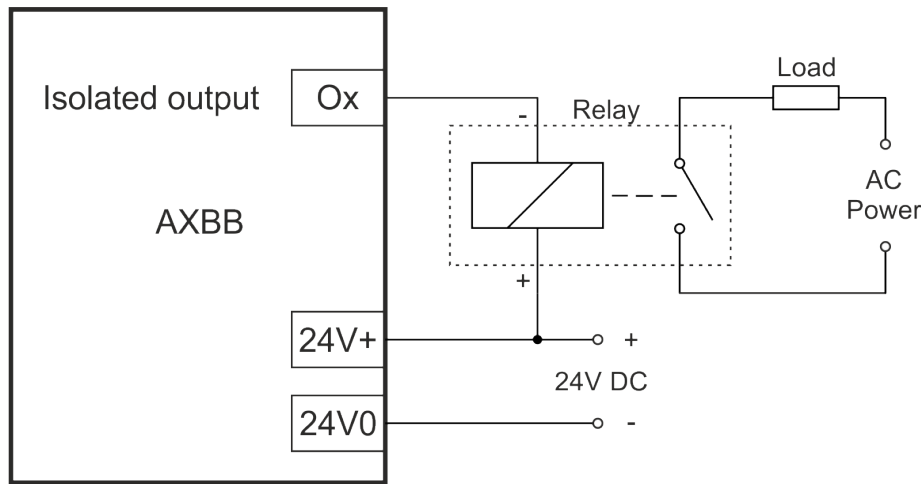 Isolated output
Ox
Relay
Load
-
AC
Power
AXBB
+
24V+
+
24V DC
24V0
-